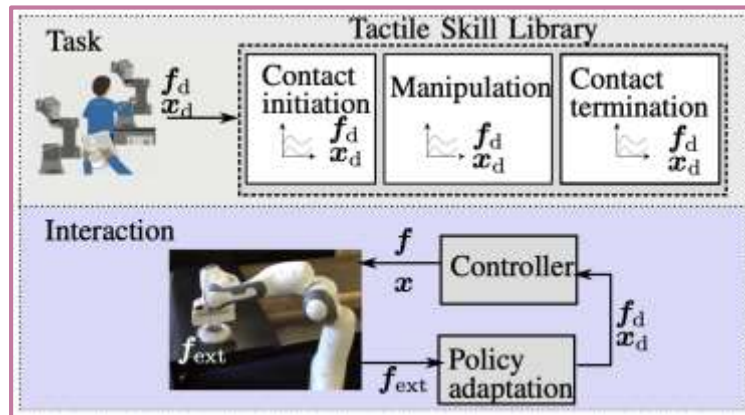 Task
Tactile Skill Library
f_d
x_d
Contact
initiation
f_d
x_d
Manipulation
f_d
x_d
Contact
termination
f_d
x_d
Interaction
f
x
Controller
f_d
x_d
f_ext
f_ext
Policy
adaptation